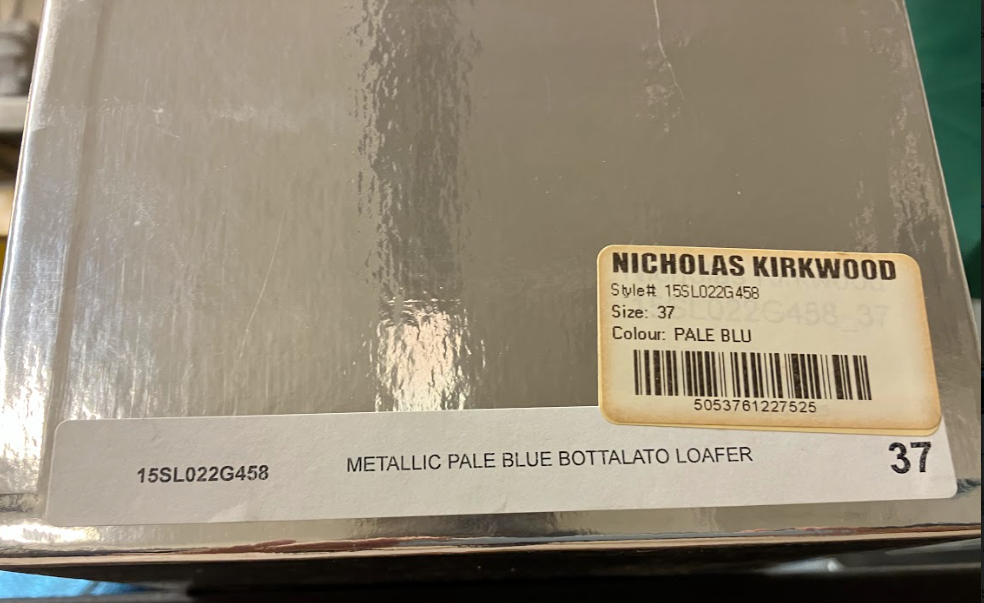 NICHOLAS KIRKWOOD
Style#: 15SL022G458
Size: 37
Colour: PALE BLU
5053761227525
15SL022G458 METALLIC PALE BLUE BOTTALATO LOAFER 37